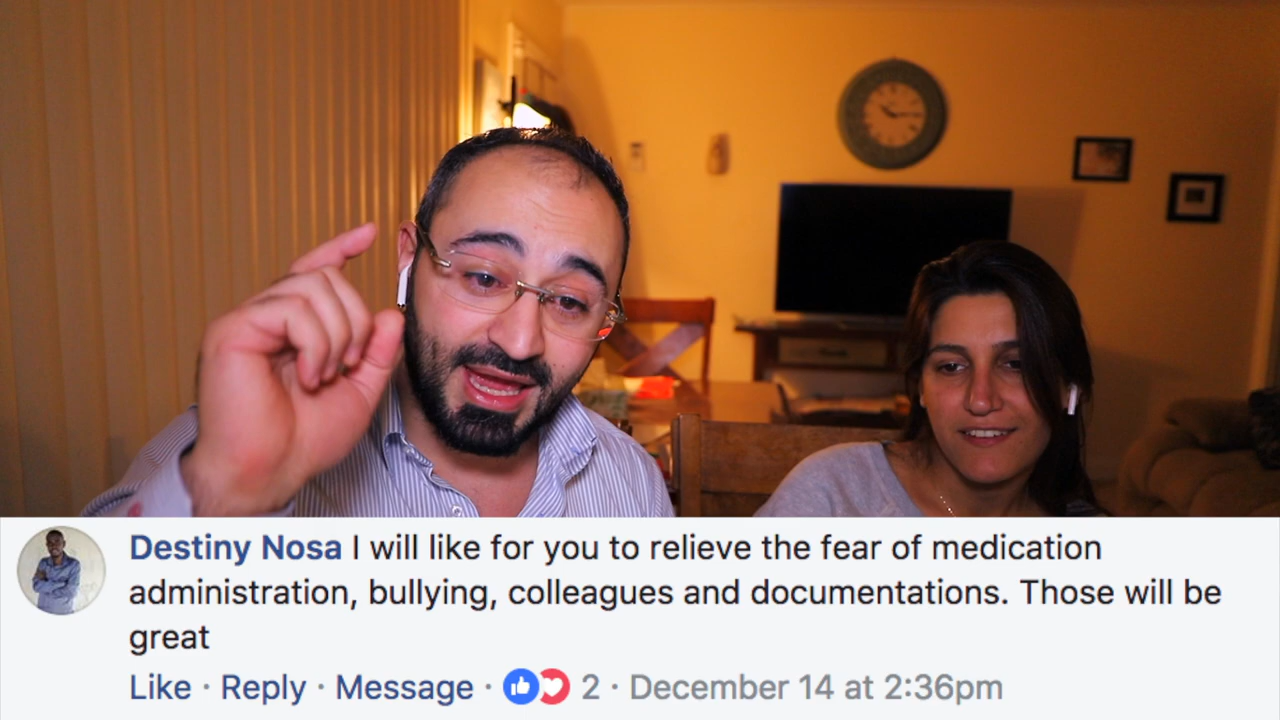 Destiny Nosa I will like for you to relieve the fear of medication
administration, bullying, colleagues and documentations. Those will be
great
Like · Reply · Message · 2 · December 14 at 2:36pm